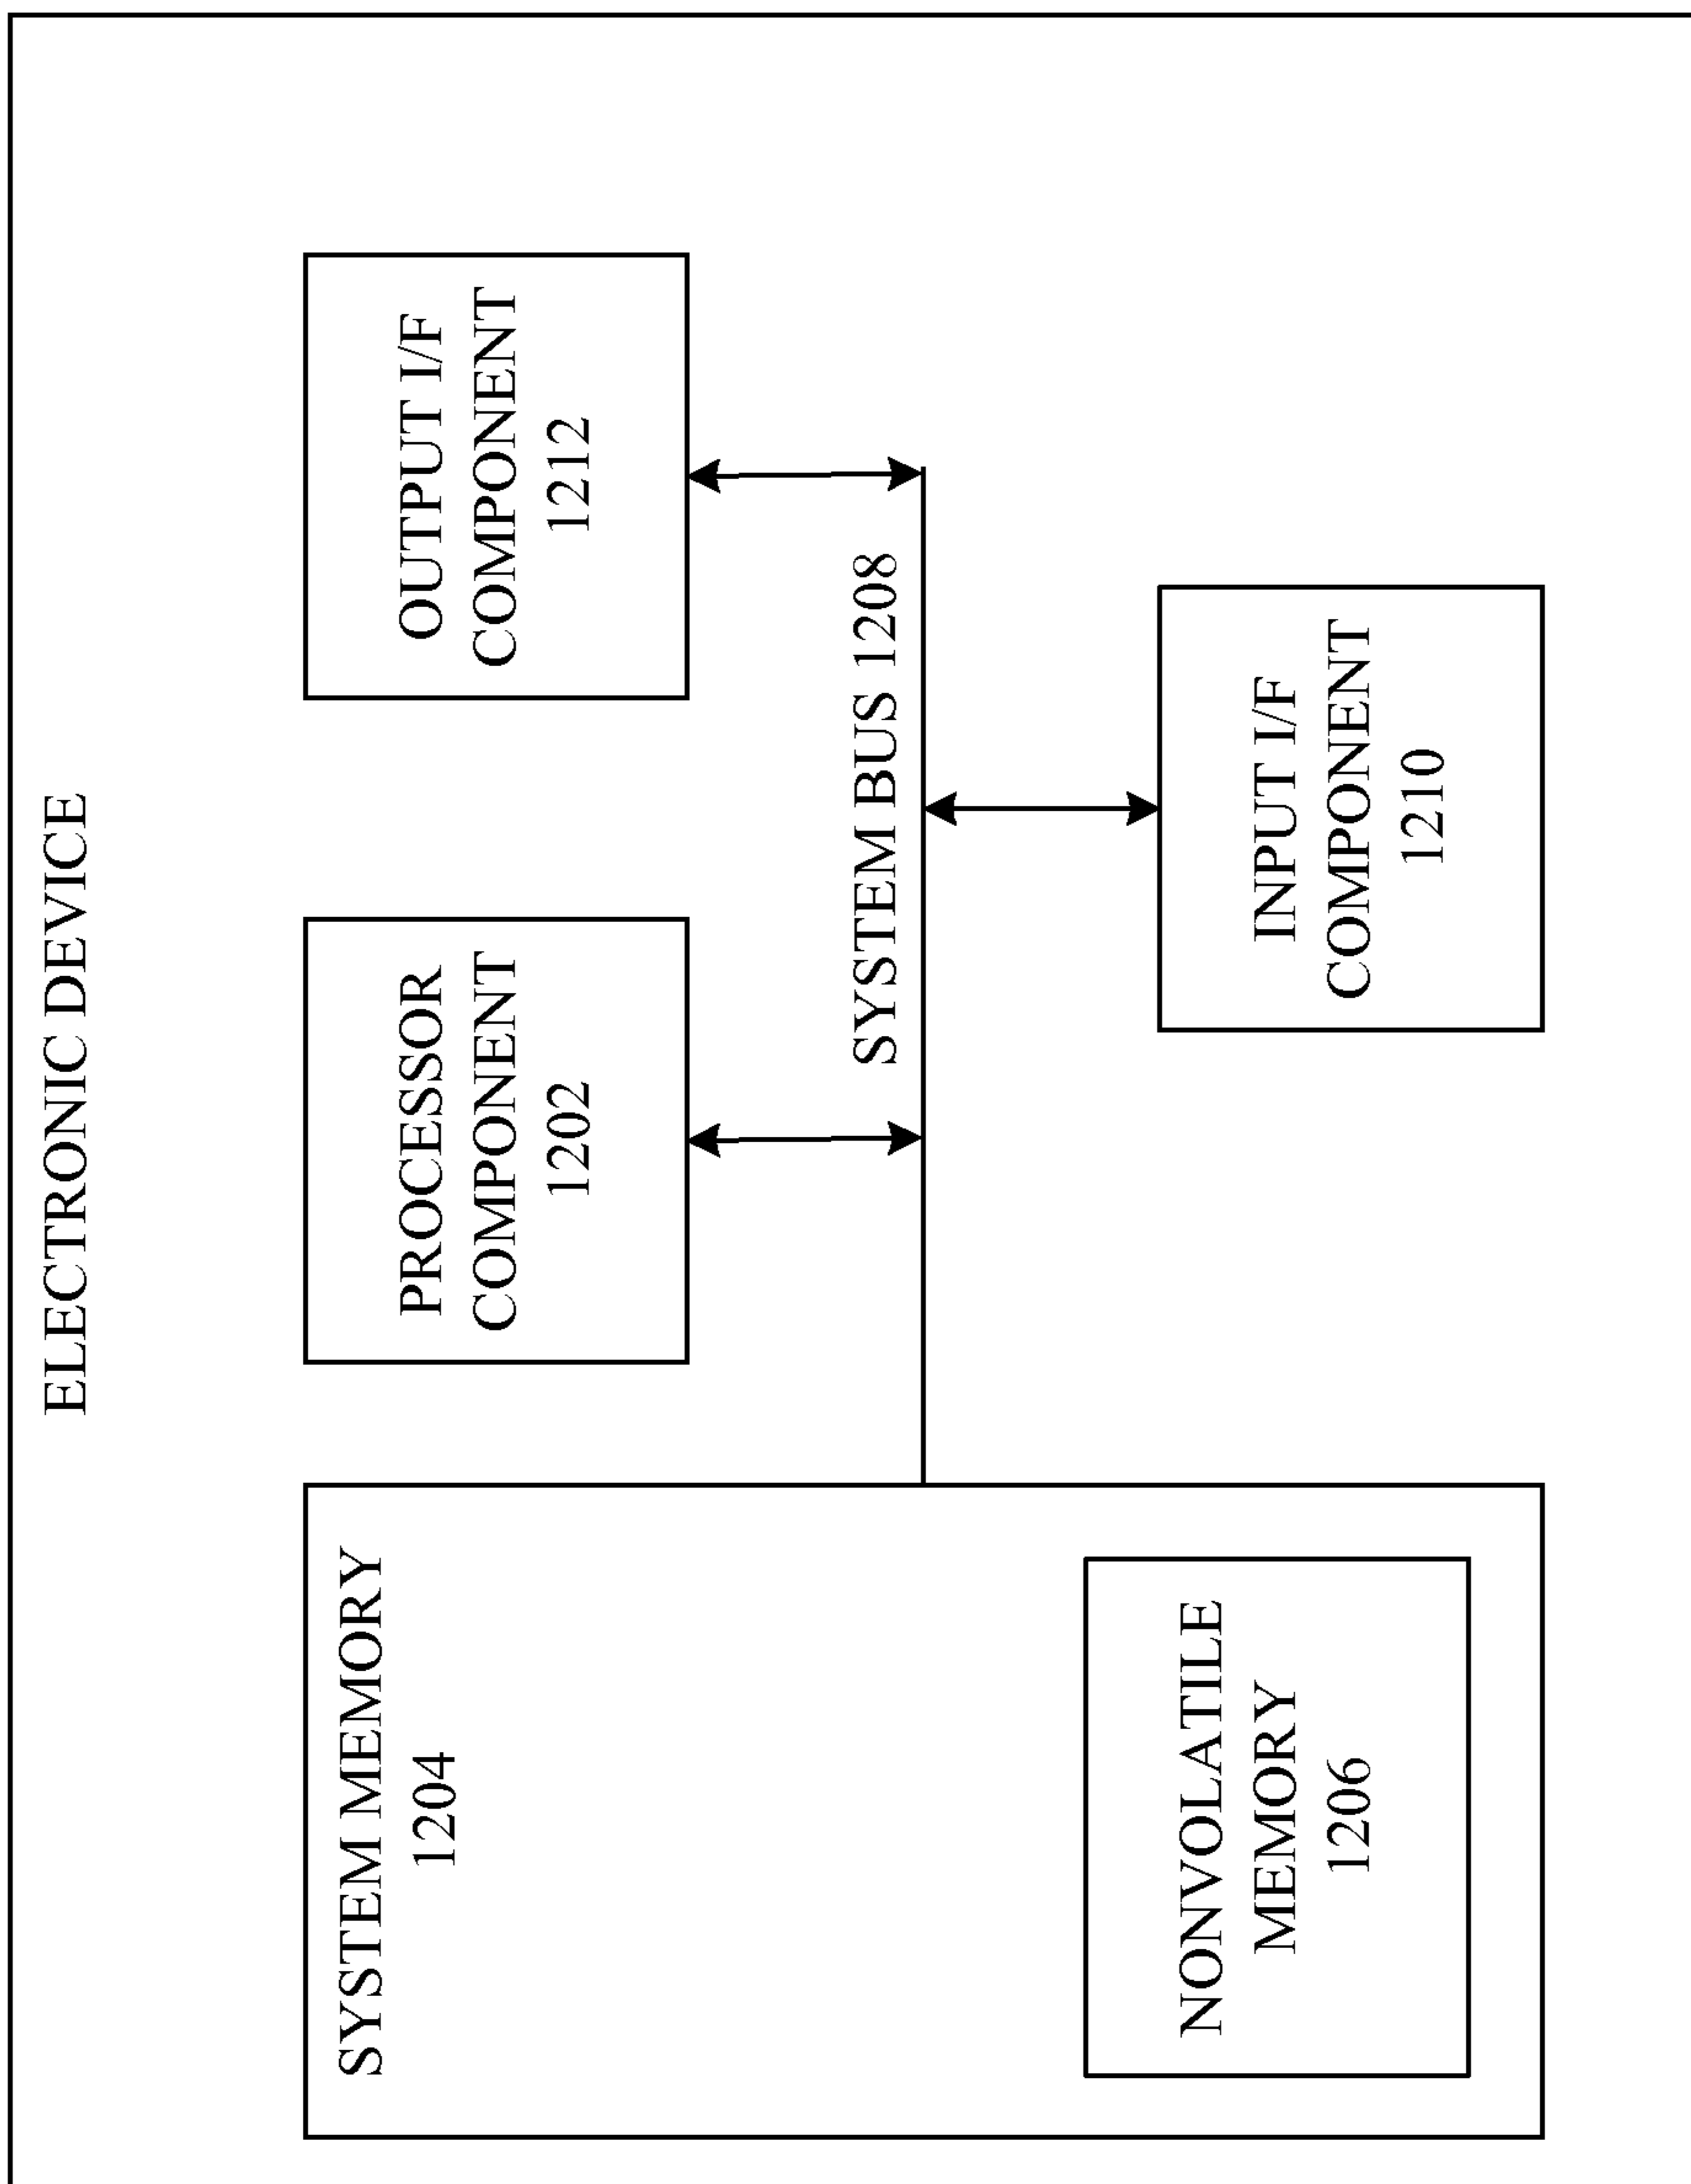 ELECTRONIC DEVICE
SYSTEM MEMORY
1204
NONVOLATILE
MEMORY
1206
PROCESSOR
COMPONENT
1202
OUTPUT I/F
COMPONENT
1212
SYSTEM BUS 1208
INPUT I/F
COMPONENT
1210